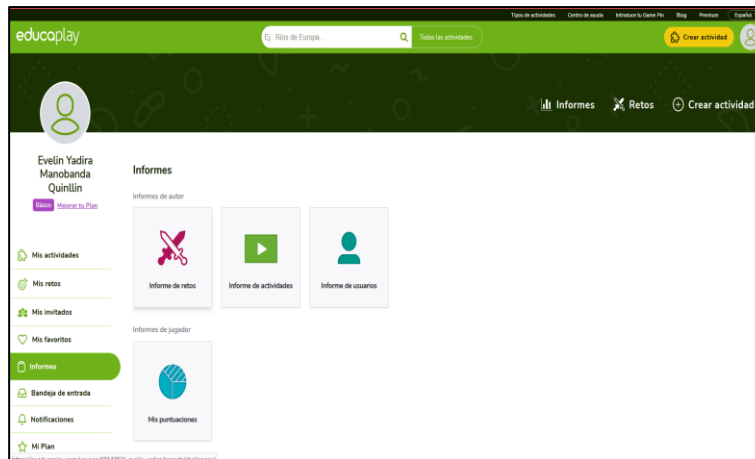 Tipos de actividades Centro de ayuda Introduce tu Game Pin Blog Premium Español
educaplay Ej. Ríos de Europa... Todas las actividades Crear actividad
Informes Retos Crear actividad
Evelin Yadira
Manobanda
Quinllin
Básico Mejorar tu Plan
Mis actividades
Mis retos
Mis invitados
Mis favoritos
Informes
Bandeja de entrada
Notificaciones
Mi Plan
Informes
Informes de autor
Informe de retos Informe de actividades Informe de usuarios
Informes de jugador
Mis puntuaciones